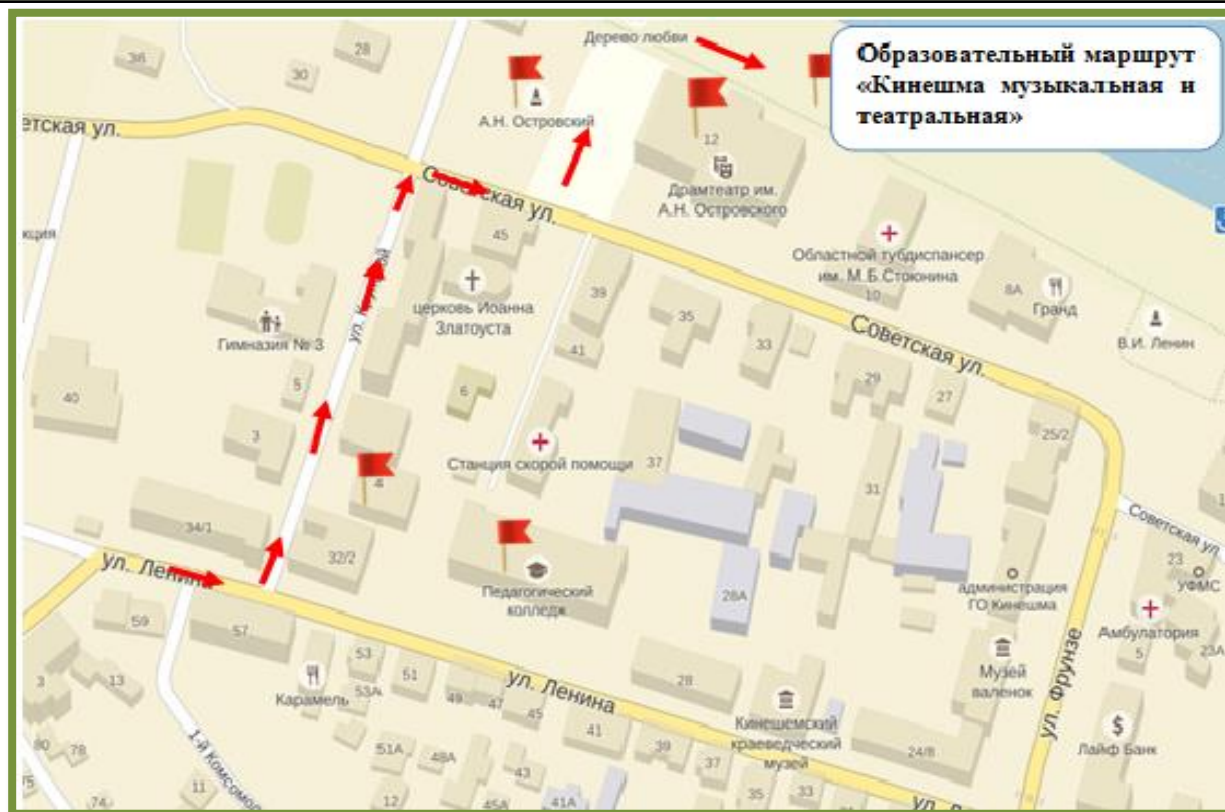 Образовательный маршрут
«Кинешма музыкальная и
театральная»
Дерево любви
36
28
30
А.Н. Островский
12
Драмтеатр им.
А.Н. Островского
етская ул.
Советская ул.
45
кция
церковь Иоанна
Златоуста
Гимназия № 3
39
41
35
33
Областной тубдиспансер
им. М.Б.Стоюнина
10
8А
Гранд
В.И. Ленин
Советская ул.
29
27
25/2
40
5
3
6
4
Станция скорой помощи
37
31
34/1
32/2
Педагогический
колледж
28А
администрация
ГО Кинешма
Советская ул
23
УФМС
Амбулатория
5
23А
ул. Ленина
59
57
53
51
53А
49
47
45
Карамель
ул. Ленина
28
Музей
валенок
ул. Фрунзе
3
13
41
Кинешемский
краеведческий
музей
24/8
Лайф Банк
80
78
1-й Комсомол
51А
48А
43
39
37
35
33
74
11
12
45А
41А